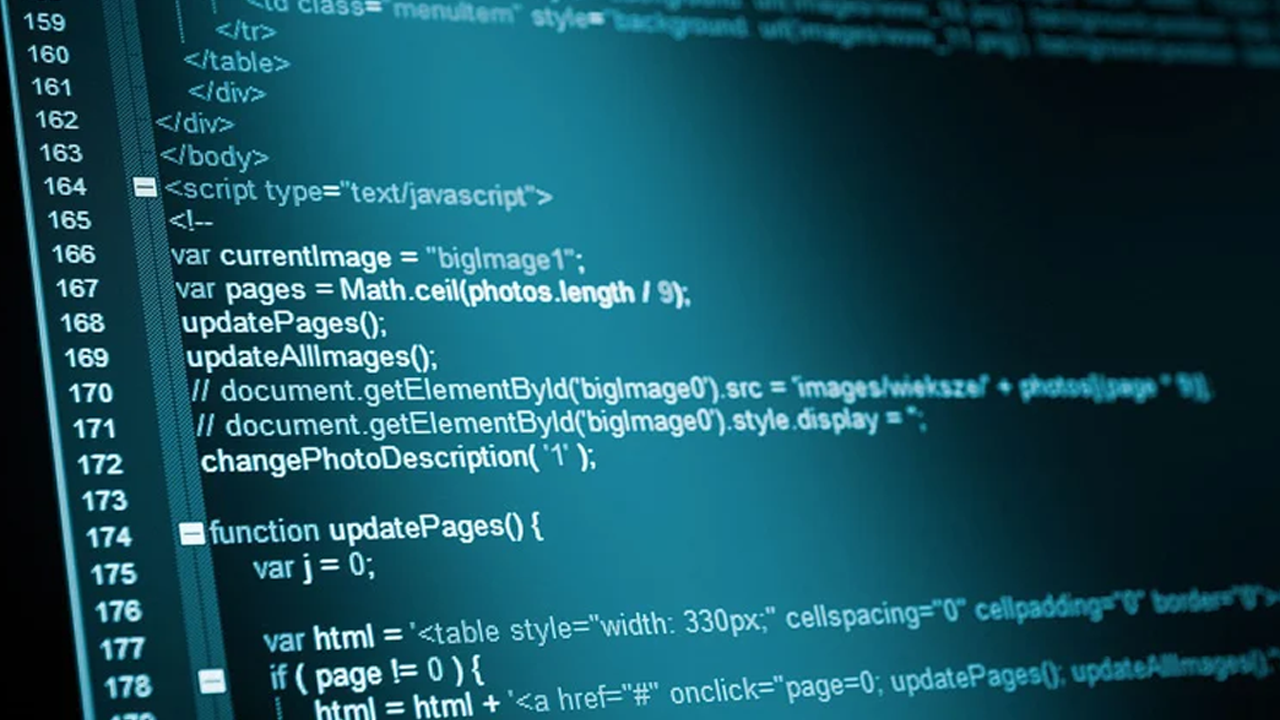 <td class="menuitem" style="background: url(images/
159
</tr>
160
</table>
161
</div>
162 </div>
163 </body>
164 <script type="text/javascript">
165 <!--
166 var currentImage = "bigImage1";
167 var pages = Math.ceil(photos.length / 9);
168 updatePages();
169 updateAllImages();
170 // document.getElementById('bigImage0').src = 'images/wieksze/' + photos[(page * 9)];
171 // document.getElementById('bigImage0').style.display = '';
172 changePhotoDescription( '1' );
173
174 function updatePages() {
175 var j = 0;
176
177 var html = '<table style="width: 330px;" cellspacing="0" cellpadding="0" border="0">
178 if ( page != 0 ) {
html = html + '<a href="#" onclick="page=0; updatePages(); updateAllImages();"